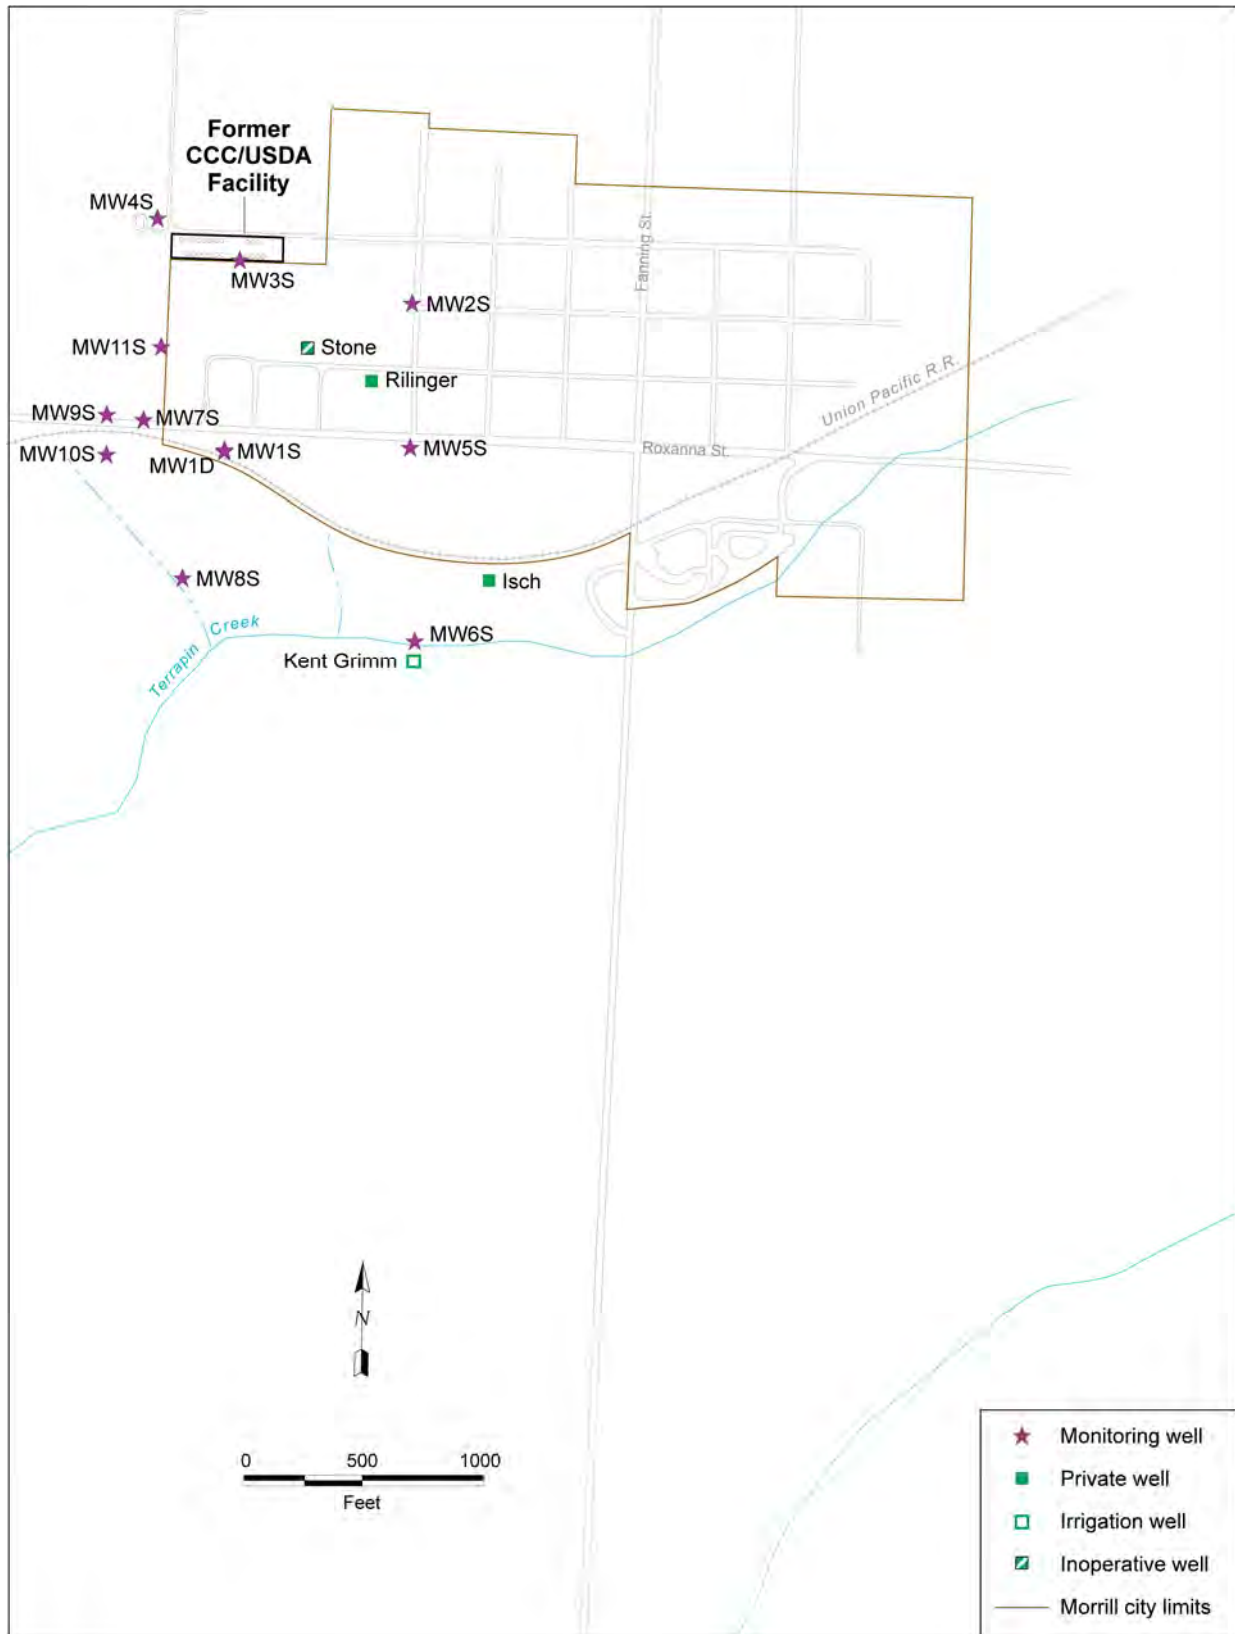 Former
CCC/USDA
Facility
MW4S
MW3S
Fanning St.
MW2S
MW11S
Stone
Rilinger
Union Pacific R.R.
MW9S
MW7S
MW10S
MW1D
MW1S
MW5S
Roxanna St.
MW8S
Isch
Terrapin Creek
MW6S
Kent Grimm
N
0 500 1000
Feet
Monitoring well
Private well
Irrigation well
Inoperative well
Morrill city limits